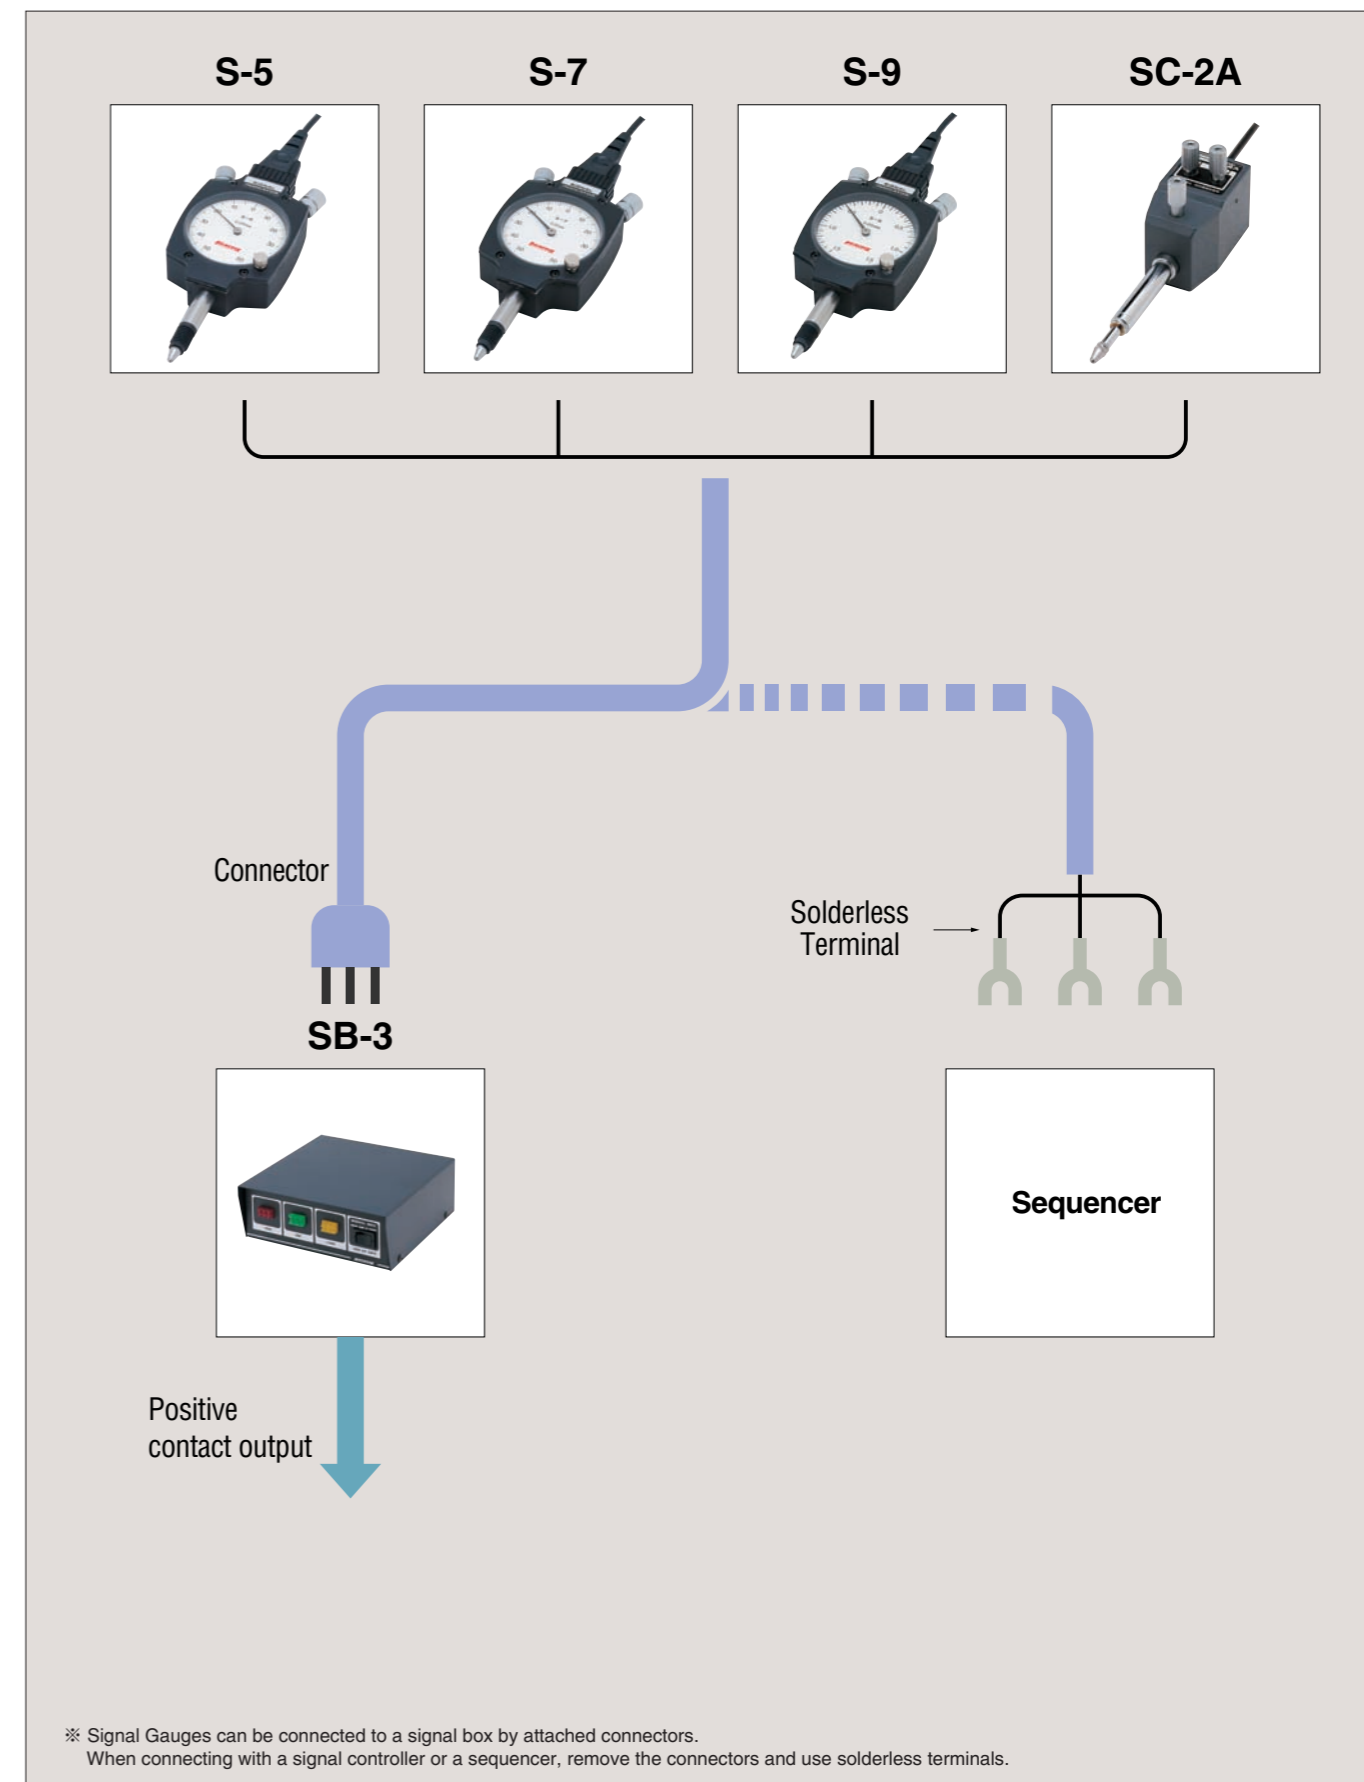 S-5
S-7
S-9
SC-2A
Connector
Solderless
Terminal
SB-3
Sequencer
Positive
contact output
※ Signal Gauges can be connected to a signal box by attached connectors.
When connecting with a signal controller or a sequencer, remove the connectors and use solderless terminals.